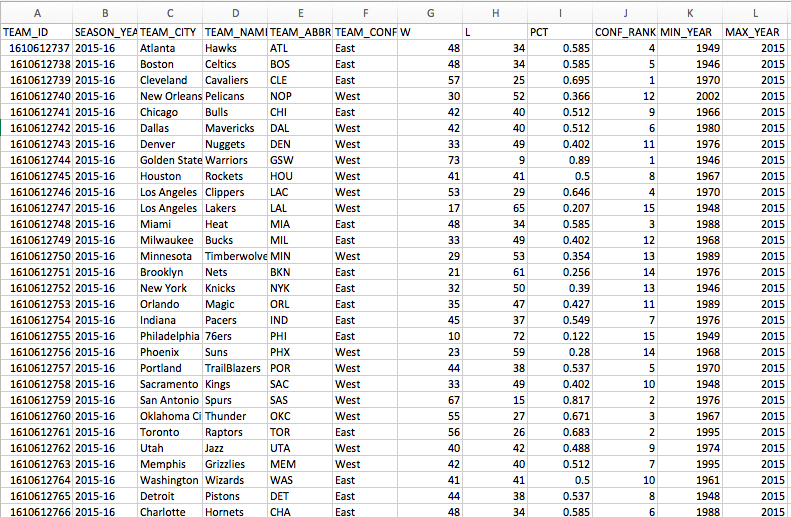 A B C D E F G H I J K L
TEAM_ID SEASON_YEA TEAM_CITY TEAM_NAMI TEAM_ABBR TEAM_CONF W L PCT CONF_RANK MIN_YEAR MAX_YEAR
1610612737 2015-16 Atlanta Hawks ATL East 48 34 0.585 4 1949 2015
1610612738 2015-16 Boston Celtics BOS East 48 34 0.585 5 1946 2015
1610612739 2015-16 Cleveland Cavaliers CLE East 57 25 0.695 1 1970 2015
1610612740 2015-16 New Orleans Pelicans NOP West 30 52 0.366 12 2002 2015
1610612741 2015-16 Chicago Bulls CHI East 42 40 0.512 9 1966 2015
1610612742 2015-16 Dallas Mavericks DAL West 42 40 0.512 6 1980 2015
1610612743 2015-16 Denver Nuggets DEN West 33 49 0.402 11 1976 2015
1610612744 2015-16 Golden State Warriors GSW West 73 9 0.89 1 1946 2015
1610612745 2015-16 Houston Rockets HOU West 41 41 0.5 8 1967 2015
1610612746 2015-16 Los Angeles Clippers LAC West 53 29 0.646 4 1970 2015
1610612747 2015-16 Los Angeles Lakers LAL West 17 65 0.207 15 1948 2015
1610612748 2015-16 Miami Heat MIA East 48 34 0.585 3 1988 2015
1610612749 2015-16 Milwaukee Bucks MIL East 33 49 0.402 12 1968 2015
1610612750 2015-16 Minnesota Timberwolve MIN West 29 53 0.354 13 1989 2015
1610612751 2015-16 Brooklyn Nets BKN East 21 61 0.256 14 1976 2015
1610612752 2015-16 New York Knicks NYK East 32 50 0.39 13 1946 2015
1610612753 2015-16 Orlando Magic ORL East 35 47 0.427 11 1989 2015
1610612754 2015-16 Indiana Pacers IND East 45 37 0.549 7 1976 2015
1610612755 2015-16 Philadelphia 76ers PHI East 10 72 0.122 15 1949 2015
1610612756 2015-16 Phoenix Suns PHX West 23 59 0.28 14 1968 2015
1610612757 2015-16 Portland TrailBlazers POR West 44 38 0.537 5 1970 2015
1610612758 2015-16 Sacramento Kings SAC West 33 49 0.402 10 1948 2015
1610612759 2015-16 San Antonio Spurs SAS West 67 15 0.817 2 1976 2015
1610612760 2015-16 Oklahoma Ci Thunder OKC West 55 27 0.671 3 1967 2015
1610612761 2015-16 Toronto Raptors TOR East 56 26 0.683 2 1995 2015
1610612762 2015-16 Utah Jazz UTA West 40 42 0.488 9 1974 2015
1610612763 2015-16 Memphis Grizzlies MEM West 42 40 0.512 7 1995 2015
1610612764 2015-16 Washington Wizards WAS East 41 41 0.5 10 1961 2015
1610612765 2015-16 Detroit Pistons DET East 44 38 0.537 8 1948 2015
1610612766 2015-16 Charlotte Hornets CHA East 48 34 0.585 6 1988 2015